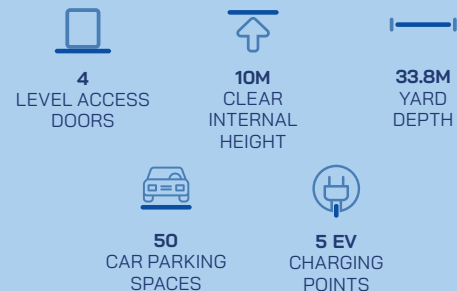 4
LEVEL ACCESS
DOORS
10M
CLEAR
INTERNAL
HEIGHT
33.8M
YARD
DEPTH
50
CAR PARKING
SPACES
5 EV
CHARGING
POINTS